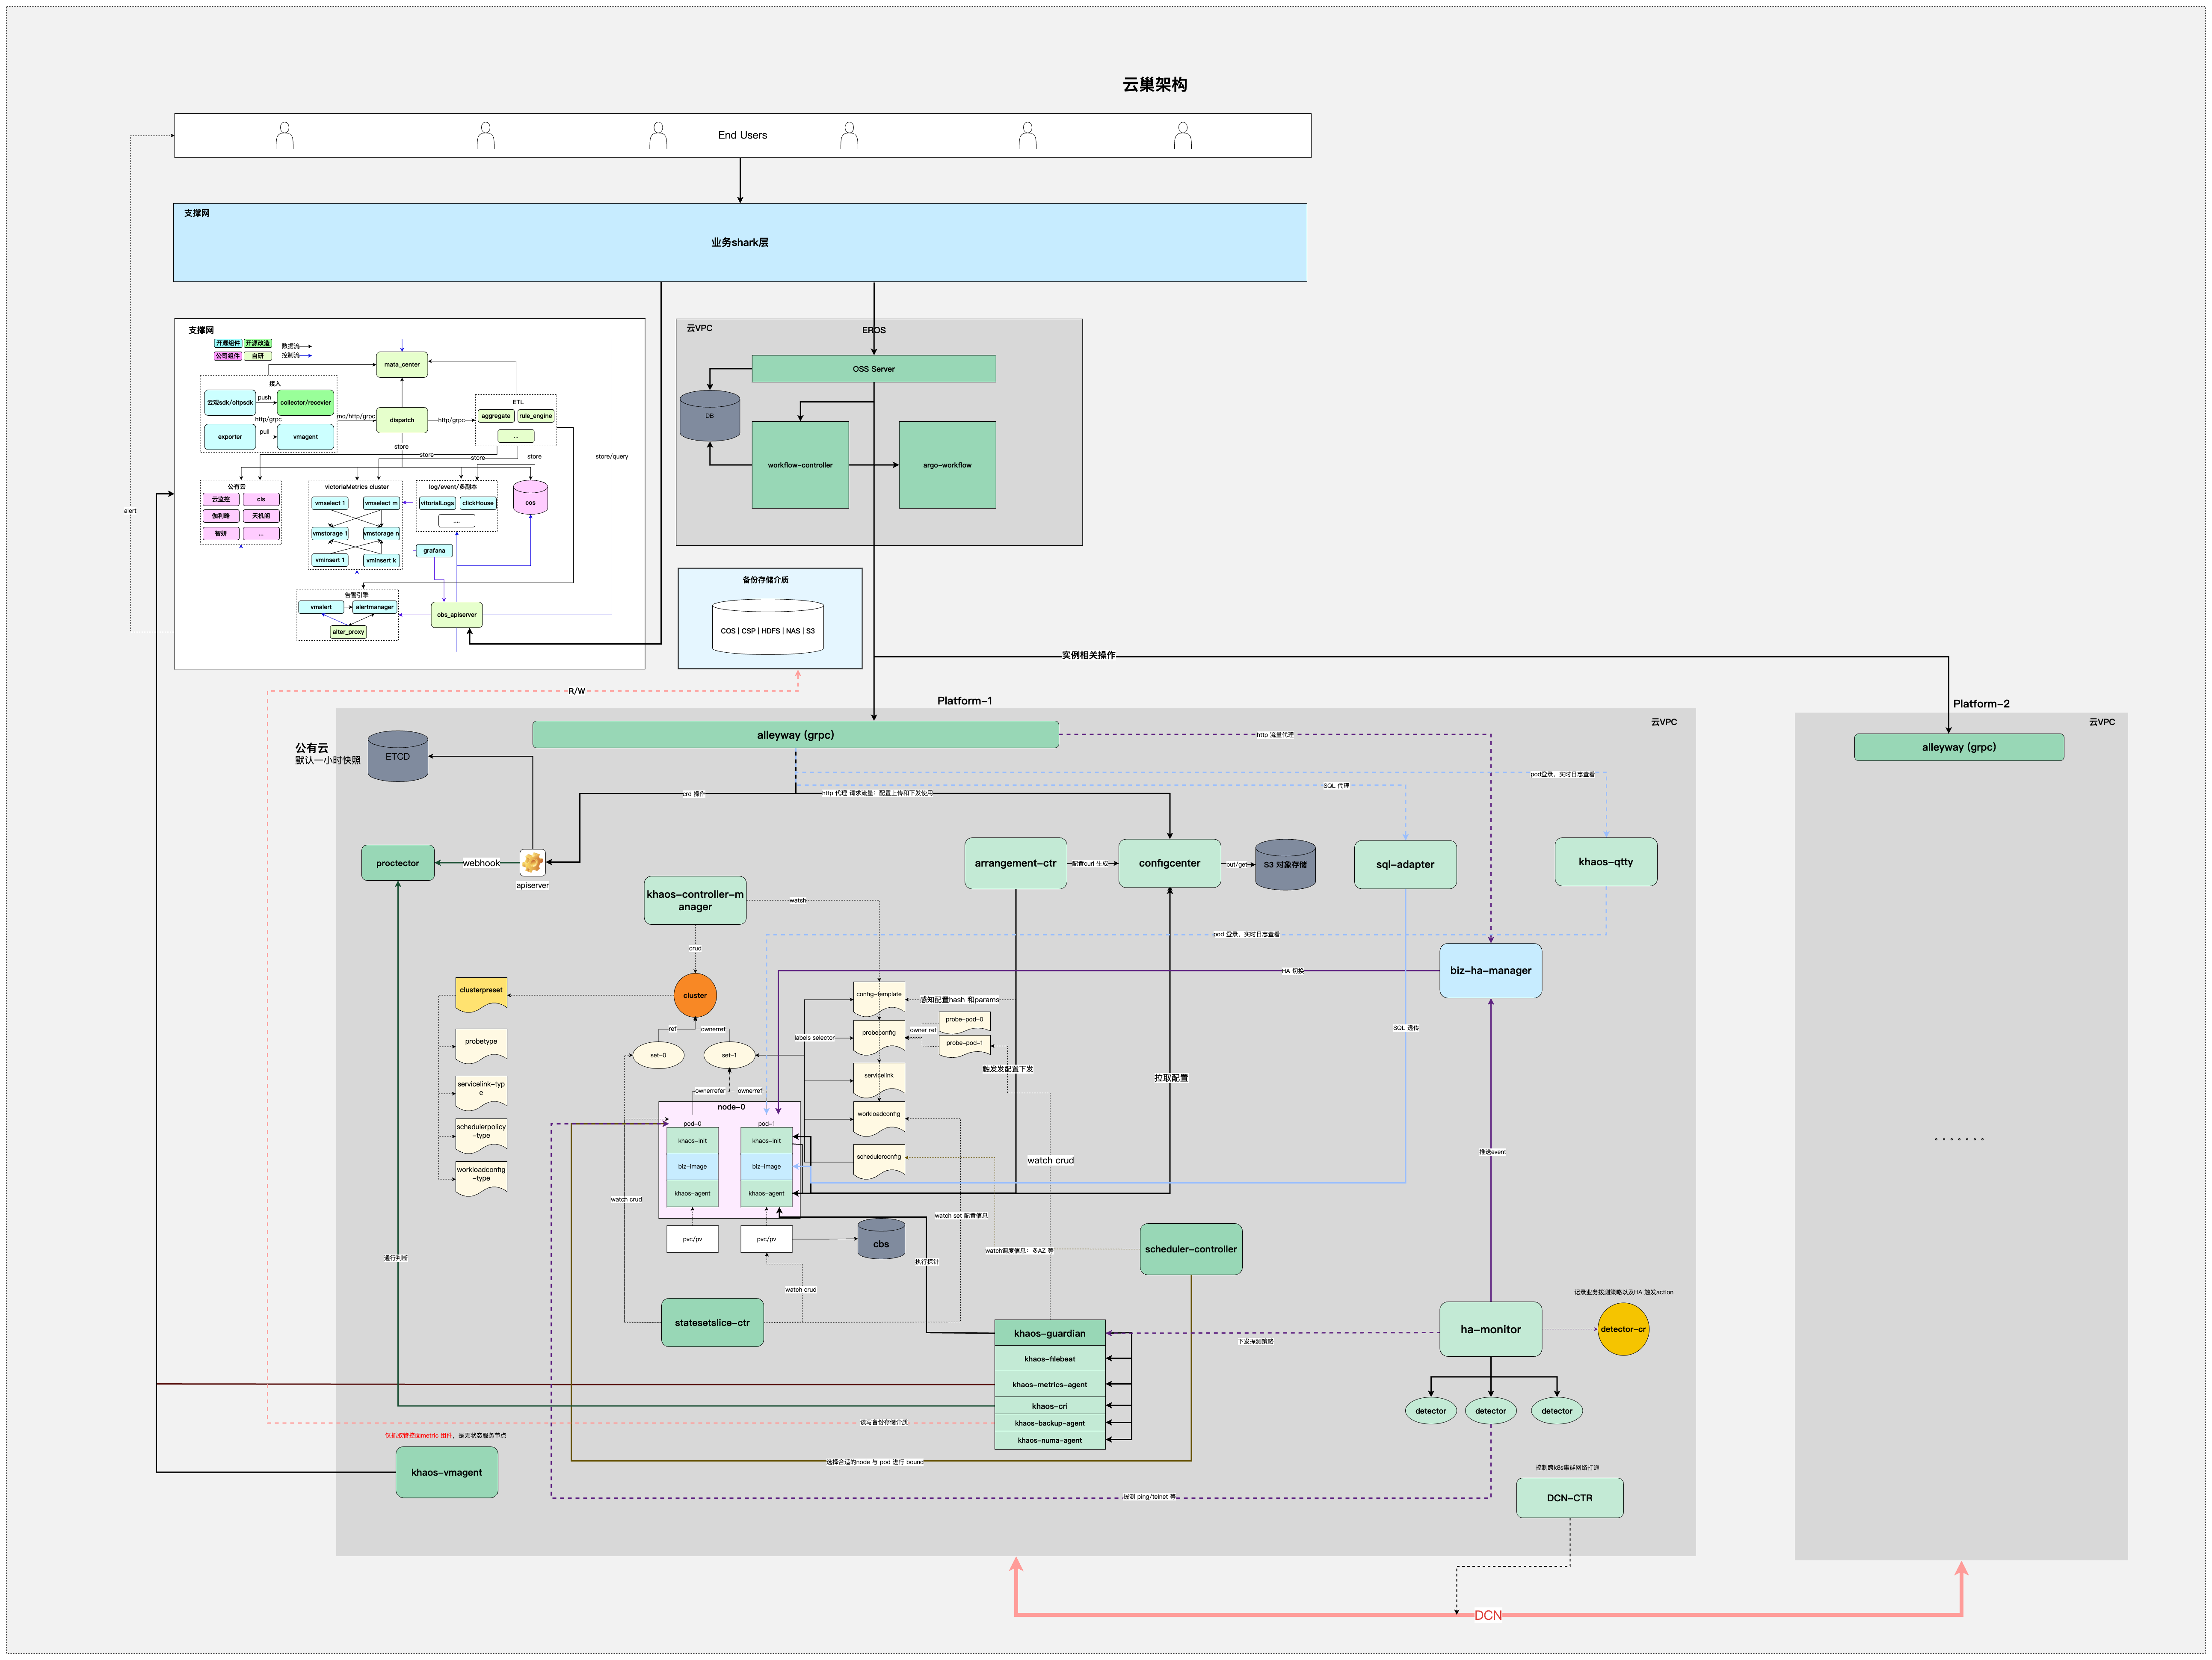 云巢架构
End Users
支撑网
业务shark层
支撑网
开源组件
开源改造
公司组件
自研
数据流
控制流
mata_center
接入
云观sdk/oltpsdk
push
collector/recevier
http/grpc
exporter
pull
vmagent
mq/http/grpc
dispatch
http/grpc
ETL
aggregate
rule_engine
...
store
store
store
store
store/query
公有云
云监控
cls
伽利略
天机阁
智研
...
victoriaMetrics cluster
vmselect 1
vmselect m
vmstorage 1
vmstorage n
vminsert 1
vminsert k
log/event/多副本
vitorialLogs
clickHouse
....
cos
grafana
告警引擎
vmalert
alertmanager
alter_proxy
obs_apiserver
alert
云VPC
EROS
OSS Server
DB
workflow-controller
argo-workflow
备份存储介质
COS | CSP | HDFS | NAS | S3
实例相关操作
R/W
Platform-1
Platform-2
云VPC
云VPC
alleyway (grpc)
alleyway (grpc)
http 流量代理
公有云
默认一小时快照
ETCD
pod登录，实时日志查看
SQL 代理
crd 操作
http 代理 请求流量：配置上传和下发使用
proctector
webhook
apiserver
arrangement-ctr
配置curl 生成
configcenter
put/get
S3 对象存储
sql-adapter
khaos-qtty
khaos-controller-m
anager
watch
crud
pod 登录，实时日志查看
HA 切换
biz-ha-manager
clusterpreset
cluster
config-template
感知配置hash 和params
probetype
ref
ownerref
set-0
set-1
labels selector
probeconfig
owner ref
probe-pod-0
probe-pod-1
SQL 透传
servicelink-typ
e
servicelink
触发发配置下发
拉取配置
ownerrefer
ownerref
node-0
workloadconfig
schedulerpolicy
-type
pod-0
pod-1
khaos-init
khaos-init
biz-image
biz-image
khaos-agent
khaos-agent
schedulerconfig
watch crud
推送event
workloadconfig
-type
watch crud
watch set 配置信息
pvc/pv
pvc/pv
cbs
watch调度信息：多AZ 等
scheduler-controller
通行判断
执行探针
watch crud
statesetslice-ctr
记录业务拨测策略以及HA 触发action
khaos-guardian
khaos-filebeat
khaos-metrics-agent
khaos-cri
khaos-backup-agent
khaos-numa-agent
下发探测策略
ha-monitor
detector-cr
detector
detector
detector
读写备份存储介质
仅抓取管控面metric 组件，是无状态服务节点
khaos-vmagent
选择合适的node 与 pod 进行 bound
拨测 ping/telnet 等
控制跨k8s集群网络打通
DCN-CTR
.......
DCN